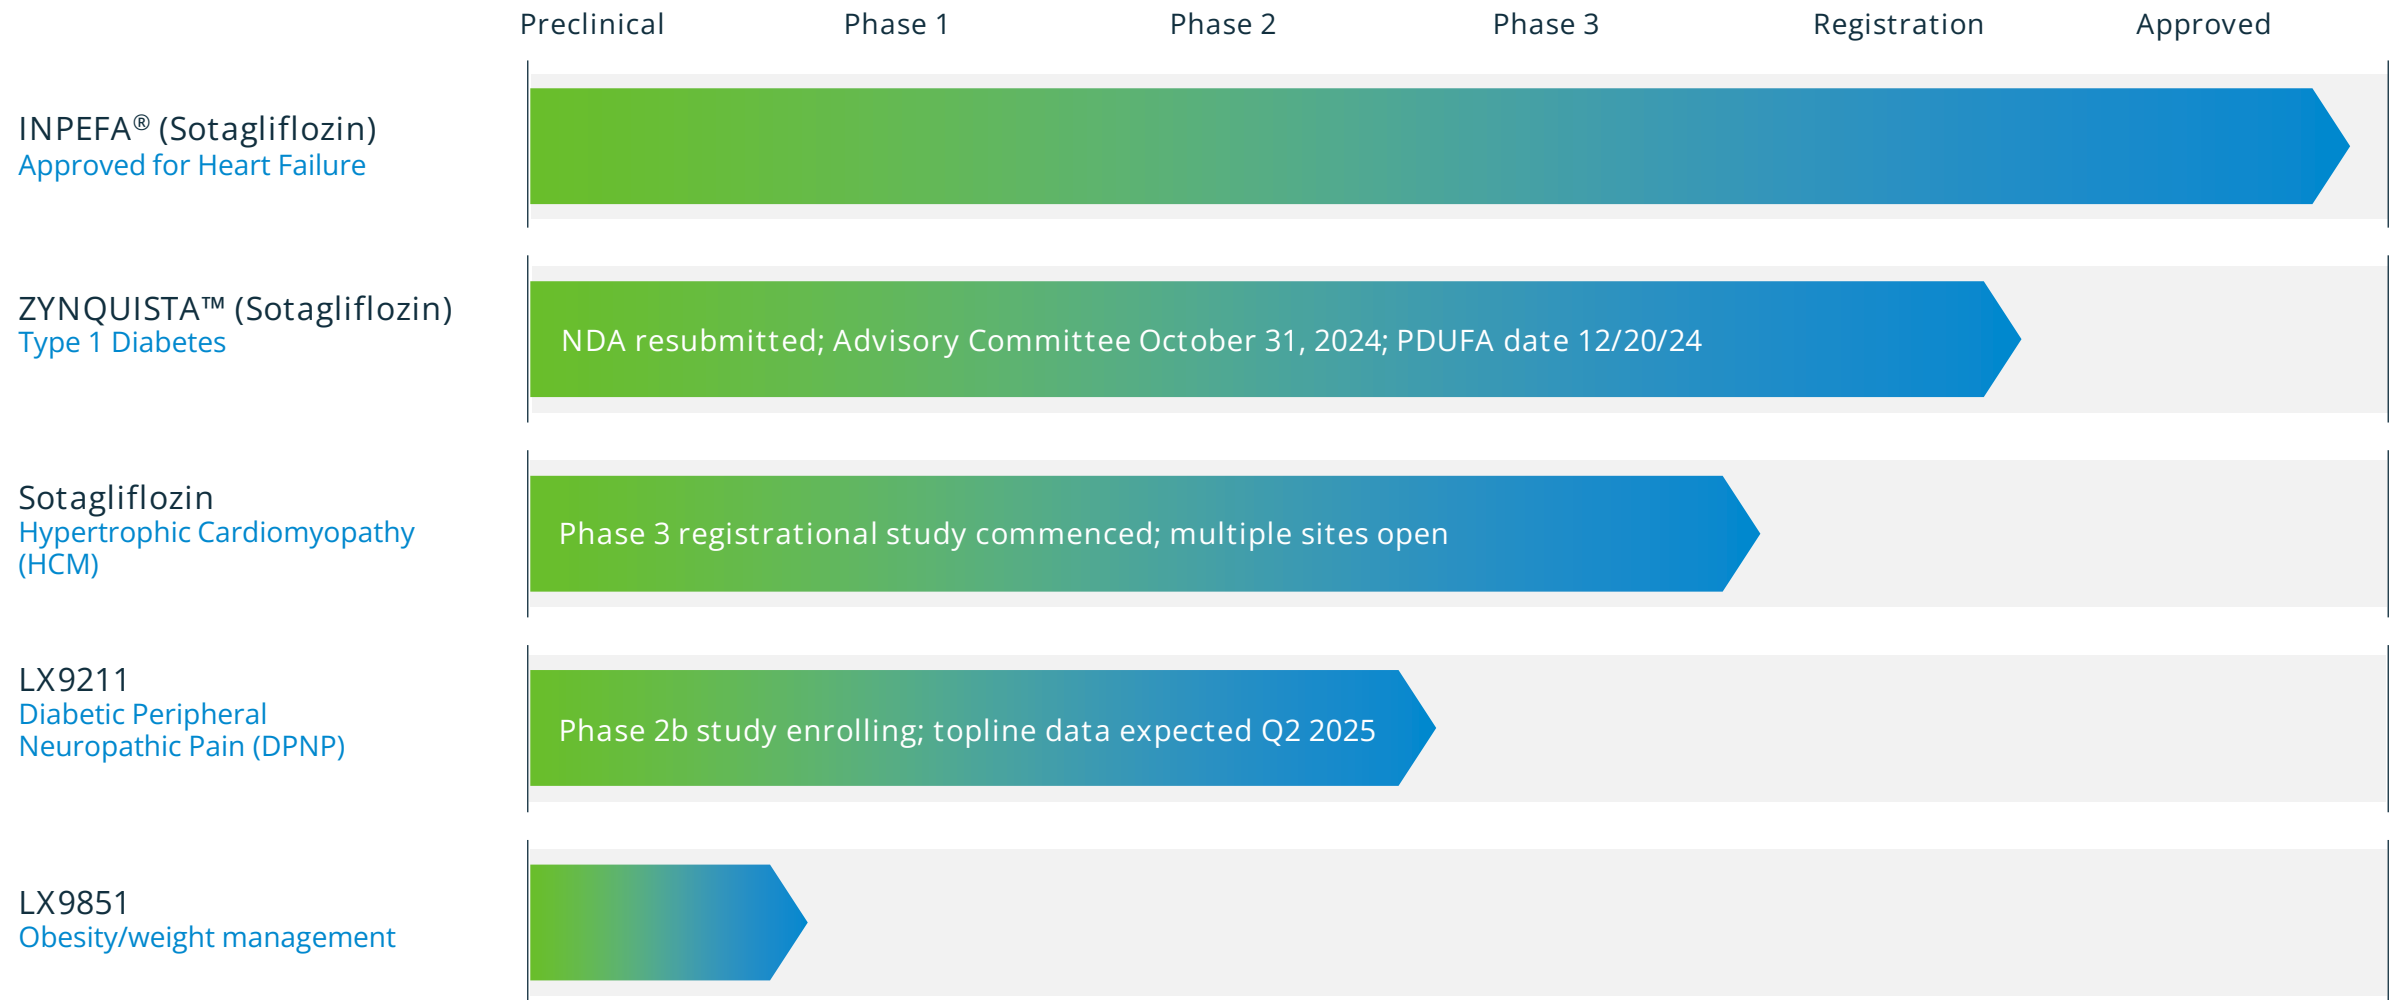 Preclinical Phase 1 Phase 2 Phase 3 Registration Approved
INPEFA® (Sotagliflozin)
Approved for Heart Failure
ZYNQUISTA™ (Sotagliflozin)
Type 1 Diabetes
NDA resubmitted; Advisory Committee October 31, 2024; PDUFA date 12/20/24
Sotagliflozin
Hypertrophic Cardiomyopathy
(HCM)
Phase 3 registrational study commenced; multiple sites open
LX9211
Diabetic Peripheral
Neuropathic Pain (DPNP)
Phase 2b study enrolling; topline data expected Q2 2025
LX9851
Obesity/weight management